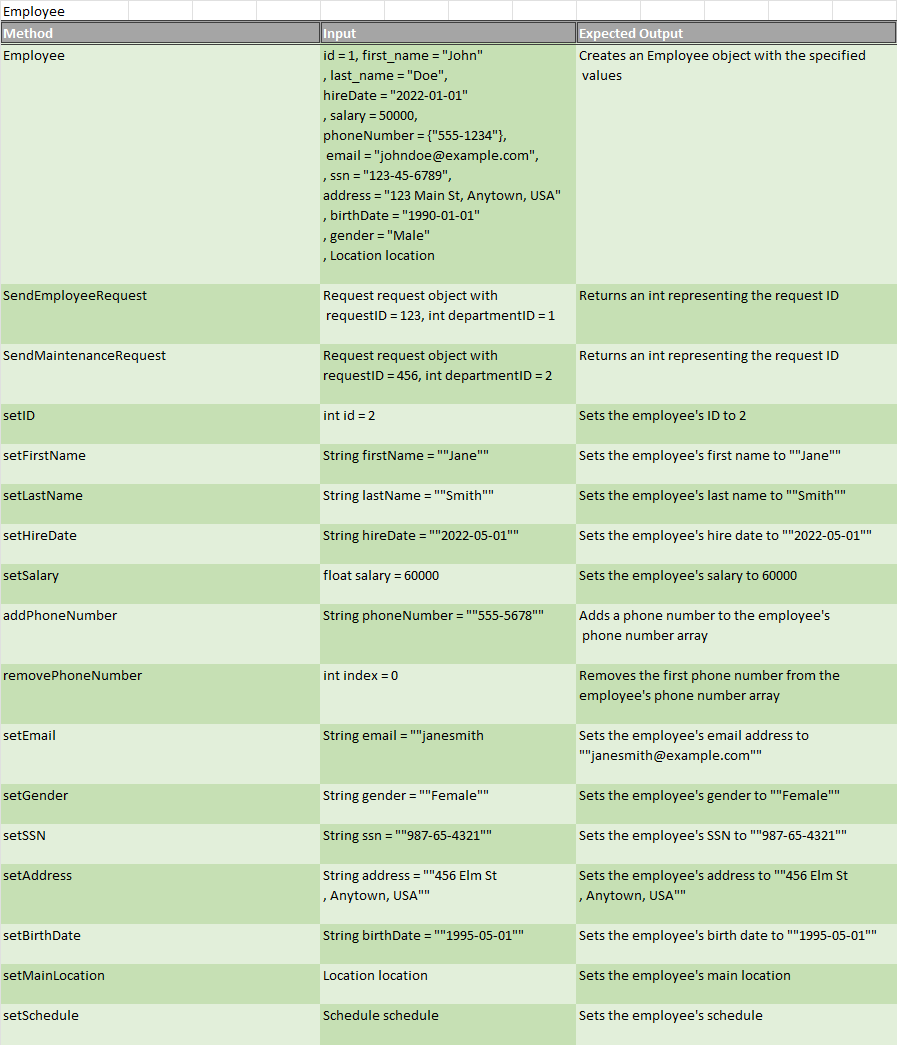 Employee
Method Input Expected Output
Employee id = 1, first_name = "John" Creates an Employee object with the specified
, last_name = "Doe", values
hireDate = "2022-01-01"
, salary = 50000,
phoneNumber = {"555-1234"},
email = "johndoe@example.com",
, ssn = "123-45-6789",
address = "123 Main St, Anytown, USA"
, birthDate = "1990-01-01"
, gender = "Male"
, Location location
SendEmployeeRequest Request request object with Returns an int representing the request ID
requestID = 123, int departmentID = 1
SendMaintenanceRequest Request request object with Returns an int representing the request ID
requestID = 456, int departmentID = 2
setID int id = 2 Sets the employee's ID to 2
setFirstName String firstName = ""Jane"" Sets the employee's first name to ""Jane""
setLastName String lastName = ""Smith"" Sets the employee's last name to ""Smith""
setHireDate String hireDate = ""2022-05-01"" Sets the employee's hire date to ""2022-05-01""
setSalary float salary = 60000 Sets the employee's salary to 60000
addPhoneNumber String phoneNumber = ""555-5678"" Adds a phone number to the employee's
phone number array
removePhoneNumber int index = 0 Removes the first phone number from the
employee's phone number array
setEmail String email = ""janesmith Sets the employee's email address to
""janesmith@example.com""
setGender String gender = ""Female"" Sets the employee's gender to ""Female""
setSSN String ssn = ""987-65-4321"" Sets the employee's SSN to ""987-65-4321""
setAddress String address = ""456 Elm St Sets the employee's address to ""456 Elm St
, Anytown, USA"" , Anytown, USA""
setBirthDate String birthDate = ""1995-05-01"" Sets the employee's birth date to ""1995-05-01""
setMainLocation Location location Sets the employee's main location
setSchedule Schedule schedule Sets the employee's schedule